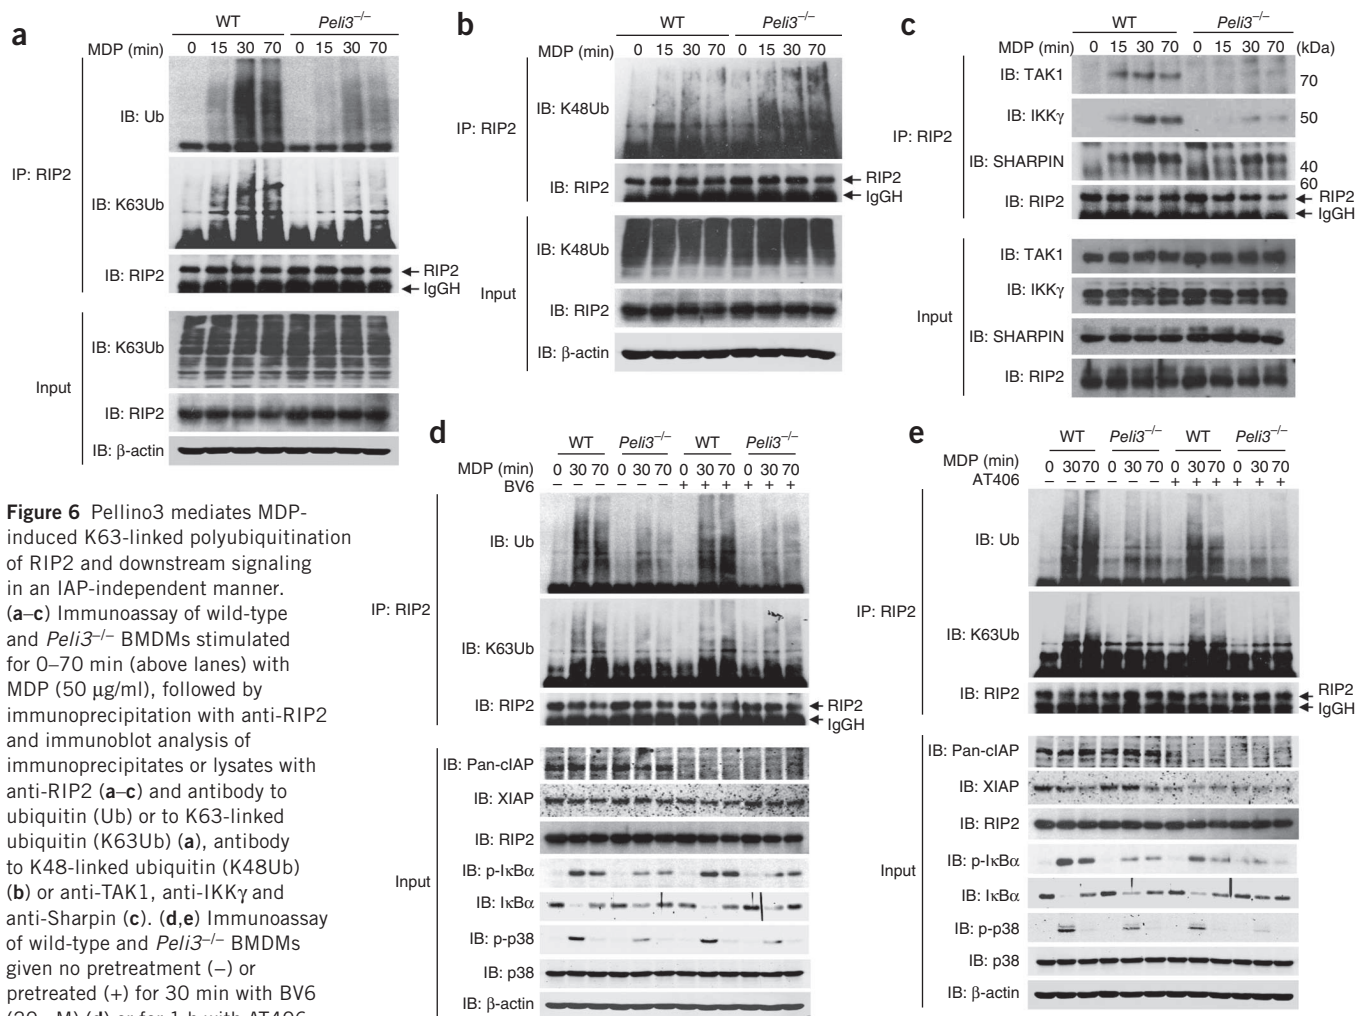 a
WT Peli3–/–
MDP (min) 0 15 30 70 0 15 30 70
IP: RIP2
IB: Ub
IB: K63Ub
IB: RIP2
RIP2
IgGH
Input
IB: K63Ub
IB: RIP2
IB: β-actin
b
WT Peli3–/–
MDP (min) 0 15 30 70 0 15 30 70
IP: RIP2
IB: K48Ub
IB: RIP2
RIP2
IgGH
Input
IB: K48Ub
IB: RIP2
IB: β-actin
c
WT Peli3–/–
MDP (min) 0 15 30 70 0 15 30 70 (kDa)
IP: RIP2
IB: TAK1
70
IB: IKKγ
50
IB: SHARPIN
40
60
IB: RIP2
RIP2
IgGH
Input
IB: TAK1
IB: IKKγ
IB: SHARPIN
IB: RIP2
d
WT Peli3–/– WT Peli3–/–
MDP (min) 0 30 70 0 30 70 0 30 70 0 30 70
BV6 – – – – – – + + + + + +
IP: RIP2
IB: Ub
IB: K63Ub
IB: RIP2
RIP2
IgGH
Input
IB: Pan-cIAP
IB: XIAP
IB: RIP2
IB: p-IκBα
IB: IκBα
IB: p-p38
IB: p38
IB: β-actin
e
WT Peli3–/– WT Peli3–/–
MDP (min) 0 30 70 0 30 70 0 30 70 0 30 70
AT406 – – – – – – + + + + + +
IP: RIP2
IB: Ub
IB: K63Ub
IB: RIP2
RIP2
IgGH
Input
IB: Pan-cIAP
IB: XIAP
IB: RIP2
IB: p-IκBα
IB: IκBα
IB: p-p38
IB: p38
IB: β-actin
Figure 6 Pellino3 mediates MDP-
induced K63-linked polyubiquitination
of RIP2 and downstream signaling
in an IAP-independent manner.
(a–c) Immunoassay of wild-type
and Peli3–/– BMDMs stimulated
for 0–70 min (above lanes) with
MDP (50 μg/ml), followed by
immunoprecipitation with anti-RIP2
and immunoblot analysis of
immunoprecipitates or lysates with
anti-RIP2 (a–c) and antibody to
ubiquitin (Ub) or to K63-linked
ubiquitin (K63Ub) (a), antibody
to K48-linked ubiquitin (K48Ub)
(b) or anti-TAK1, anti-IKKγ and
anti-Sharpin (c). (d,e) Immunoassay
of wild-type and Peli3–/– BMDMs
given no pretreatment (–) or
pretreated (+) for 30 min with BV6
(d) or for 1 h with AT406